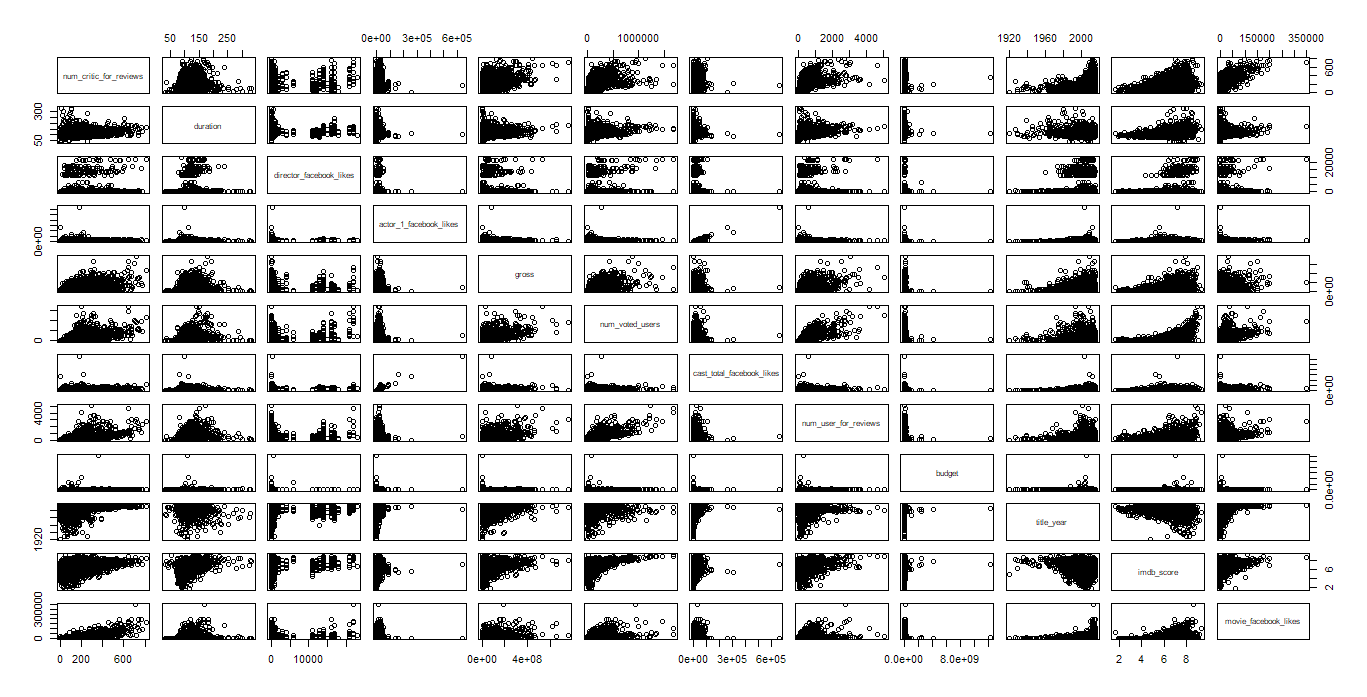 50 150 250 0e+00 3e+05 6e+05 0 1000000 0 2000 4000 1920 1960 2000 0 150000 350000
num_critic_for_reviews 0 600
50 300 duration
director_facebook_likes 0 20000
0e+00 actor_1_facebook_likes
gross 0e+00
0 num_voted_users
cast_total_facebook_likes 0e+00
0 4000 num_user_for_reviews
budget 0.0e+00
1920 title_year
imdb_score 2 6
0 300000 movie_facebook_likes
0 200 600 0 10000 0e+00 4e+08 0e+00 3e+05 6e+05 0.0e+00 8.0e+09 2 4 6 8